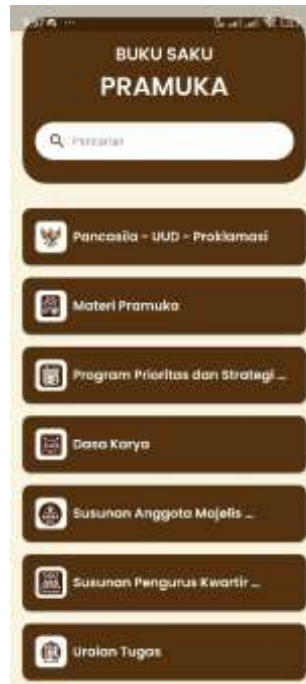 BUKU SAKU
PRAMUKA
Pencarian
Pancasila - UUD - Proklamasi
Materi Pramuka
Program Prioritas dan Strategi ...
Dasa Karya
Susunan Anggota Majelis ...
Susunan Pengurus Kwartir ...
Uraian Tugas